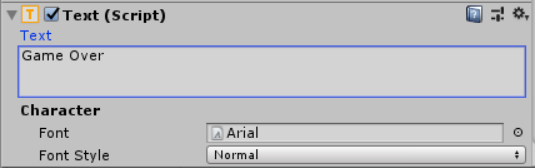 Text (Script)
Text
Game Over
Character
Font Arial
Font Style Normal